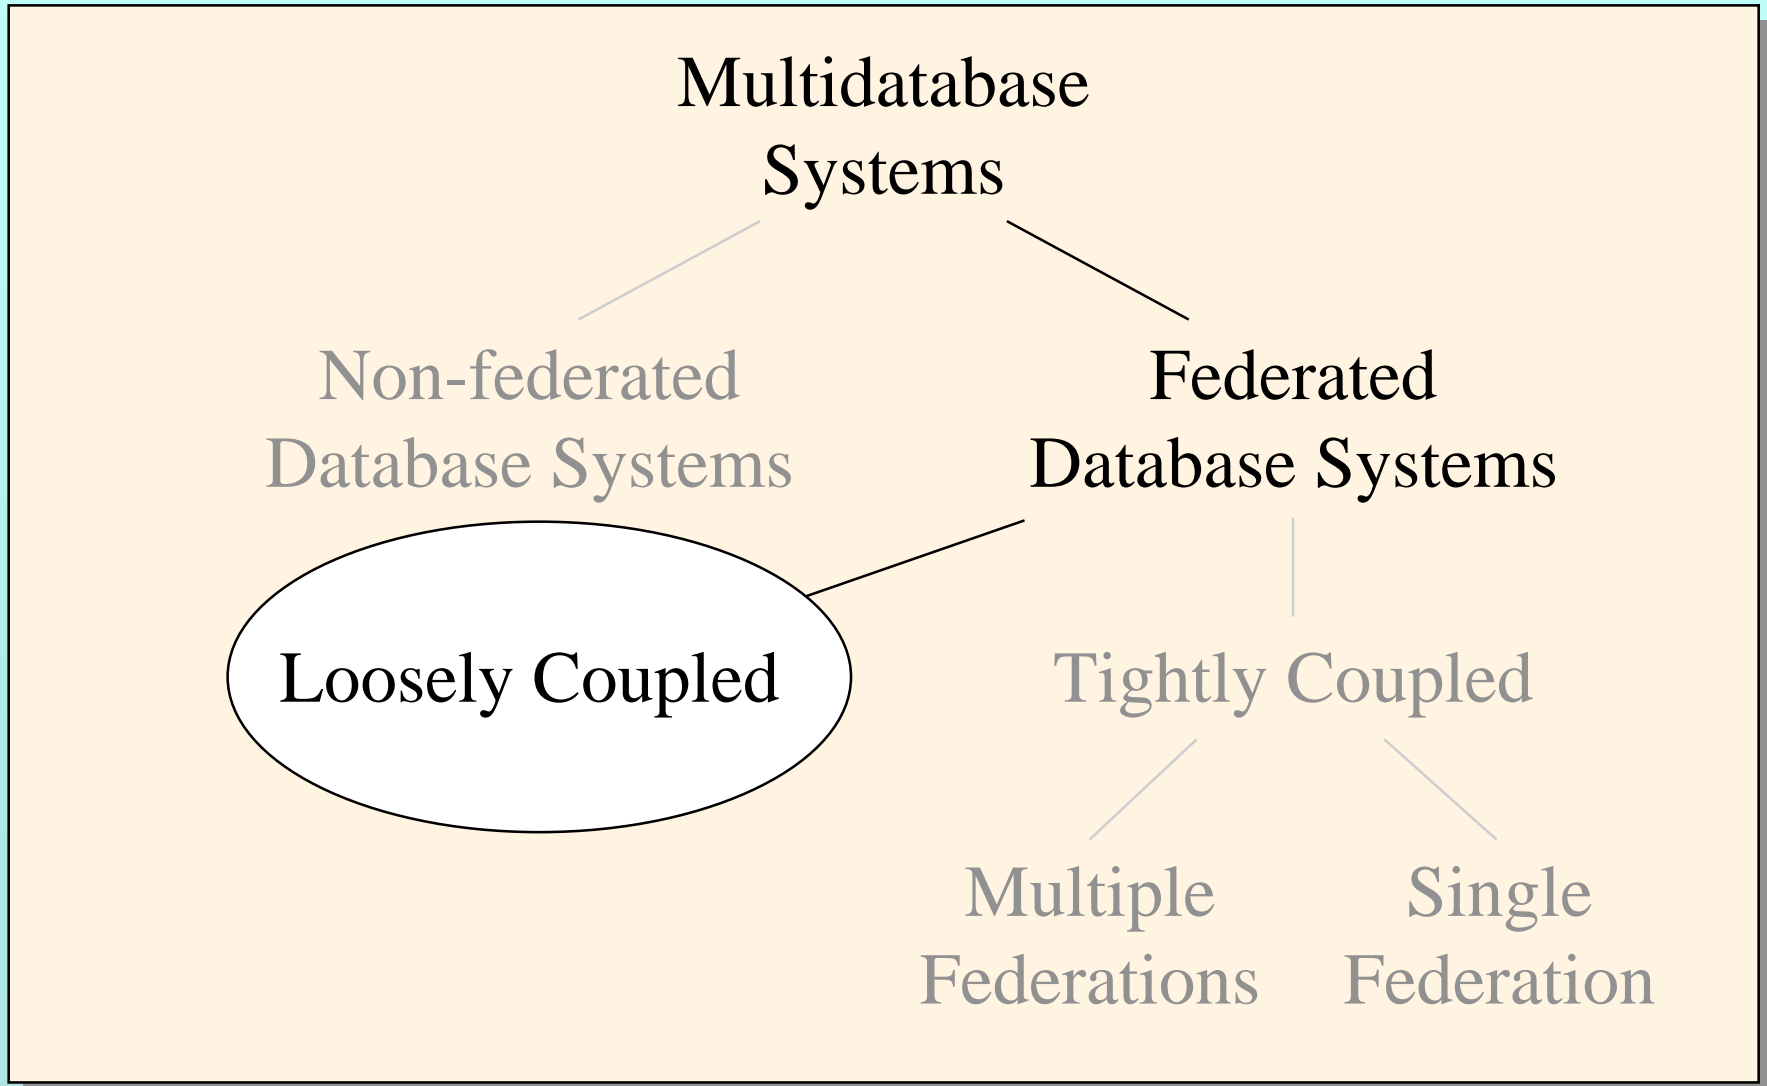 Multidatabase
Systems
Non-federated
Database Systems
Federated
Database Systems
Loosely Coupled
Tightly Coupled
Multiple
Federations
Single
Federation